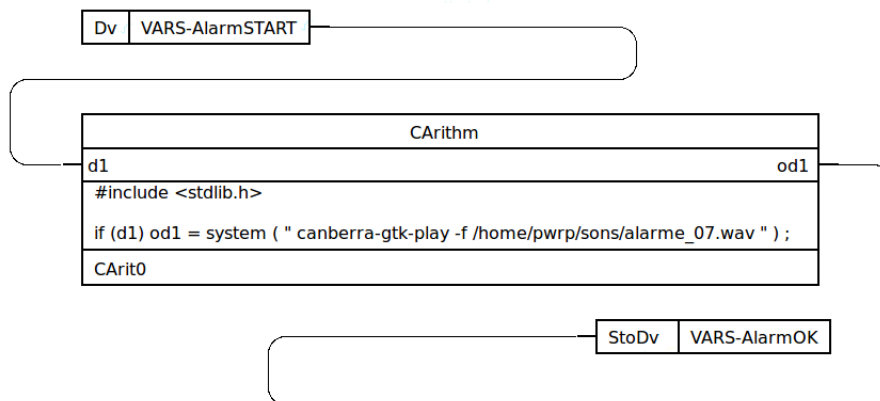 Dv VARS-AlarmSTART
CArithm
d1 od1
#include <stdlib.h>
if (d1) od1 = system ( " canberra-gtk-play -f /home/pwrp/sons/alarme_07.wav " ) ;
CArit0
StoDv VARS-AlarmOK